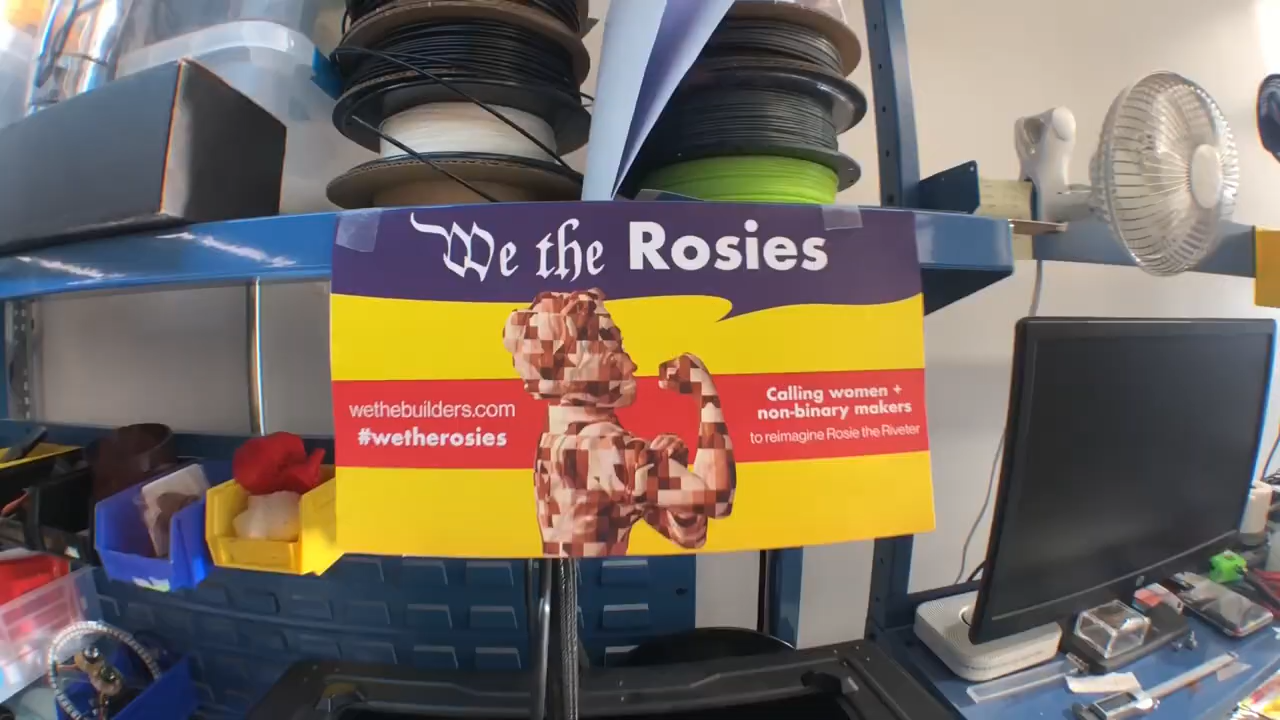 We the Rosies
wethebuilders.com
#wetherosies
Calling women +
non-binary makers
to reimagine Rosie the Riveter